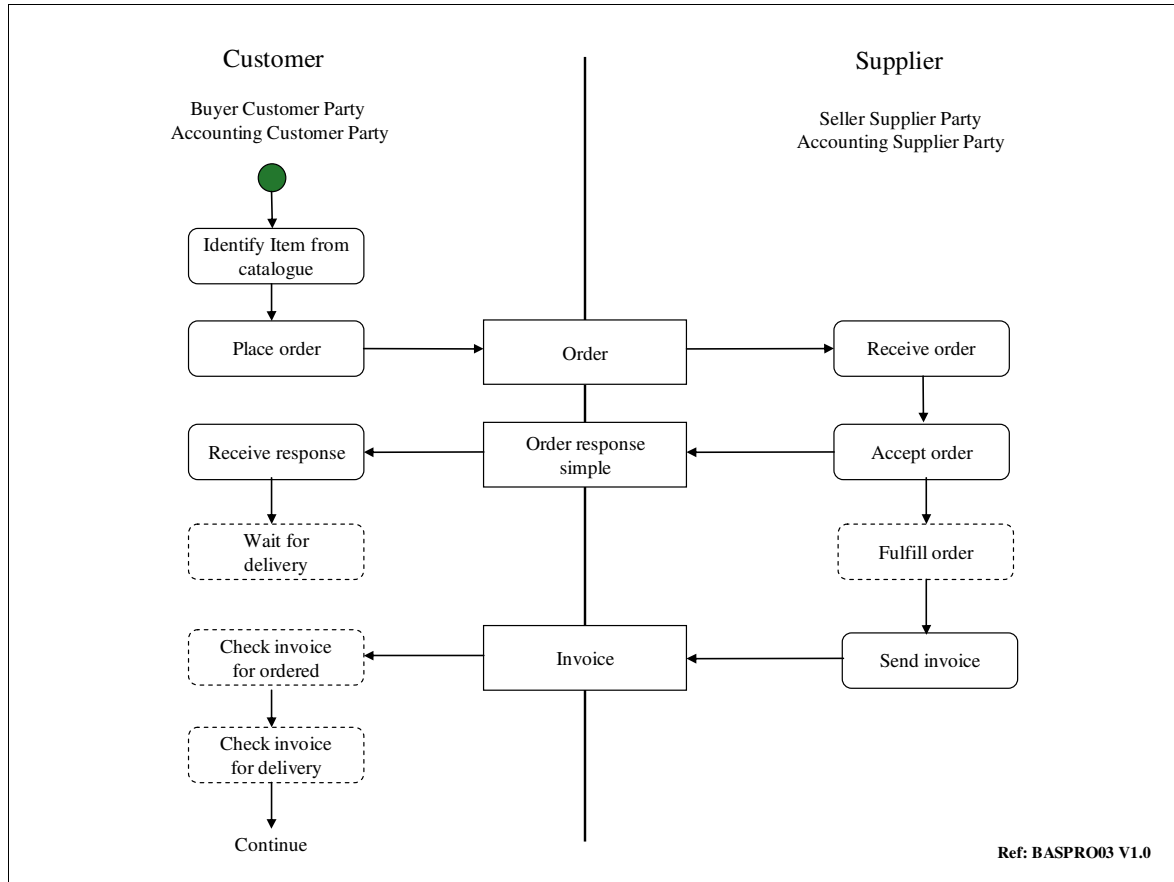 Customer
Supplier
Buyer Customer Party
Accounting Customer Party
Seller Supplier Party
Accounting Supplier Party
Identify Item from
catalogue
Place order
Order
Receive order
Receive response
Order response
simple
Accept order
Wait for
delivery
Fulfill order
Check invoice
for ordered
Invoice
Send invoice
Check invoice
for delivery
Continue
Ref: BASPRO03 V1.0